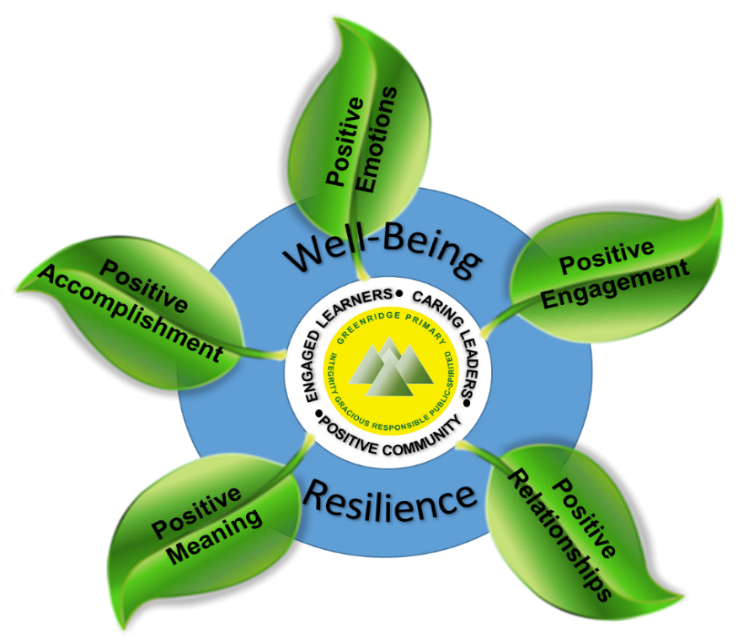 Positive
Emotions
Well-Being
Positive
Engagement
Positive
Accomplishment
ENGAGED LEARNERS• CARING LEADERS•
•POSITIVE COMMUNITY
GREENRIDGE PRIMARY
INTEGRITY GRACIOUS RESPONSIBLE PUBLIC-SPIRITED
Resilience
Positive
Meaning
Positive
Relationships